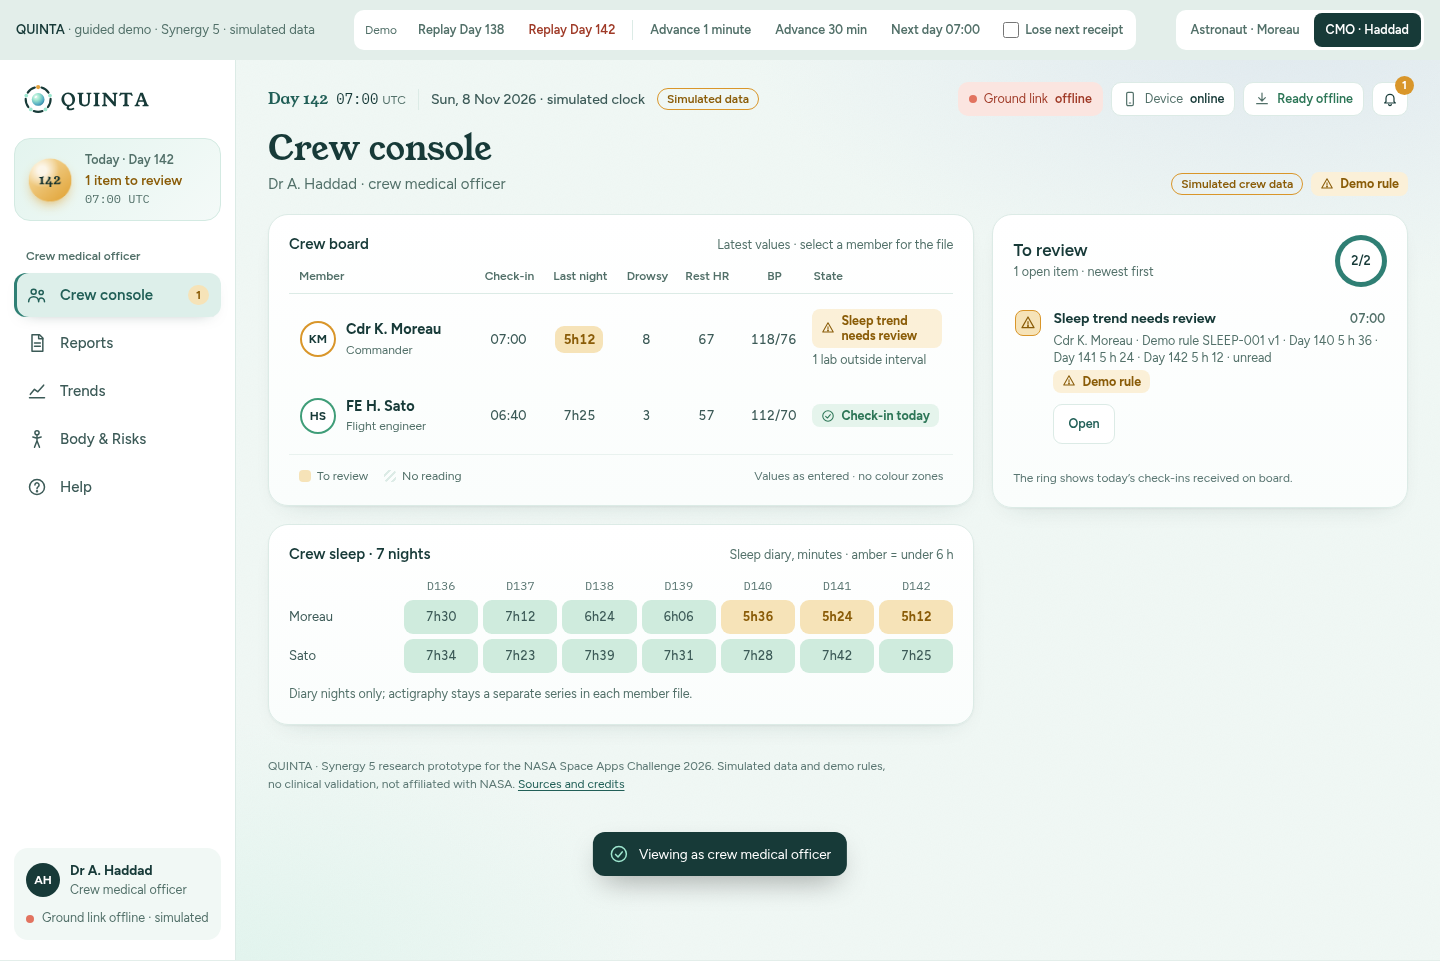 QUINTA · guided demo · Synergy 5 · simulated data
Demo Replay Day 138 Replay Day 142 Advance 1 minute Advance 30 min Next day 07:00 Lose next receipt
Astronaut · Moreau CMO · Haddad
QUINTA
142
Today · Day 142
1 item to review
07:00 UTC
Crew medical officer
Crew console 1
Reports
Trends
Body & Risks
Help
AH
Dr A. Haddad
Crew medical officer
Ground link offline · simulated
Day 142 07:00 UTC Sun, 8 Nov 2026 · simulated clock Simulated data
Ground link offline Device online Ready offline 1
Crew console
Dr A. Haddad · crew medical officer
Simulated crew data Demo rule
Crew board Latest values · select a member for the file
Member Check-in Last night Drowsy Rest HR BP State
KM Cdr K. Moreau 07:00 5h12 8 67 118/76 Sleep trend
needs review
Commander 1 lab outside interval
HS FE H. Sato 06:40 7h25 3 57 112/70 Check-in today
Flight engineer
To review No reading Values as entered · no colour zones
To review
1 open item · newest first
2/2
Sleep trend needs review 07:00
Cdr K. Moreau · Demo rule SLEEP-001 v1 · Day 140 5 h 36 ·
Day 141 5 h 24 · Day 142 5 h 12 · unread
Demo rule
Open
The ring shows today's check-ins received on board.
Crew sleep · 7 nights Sleep diary, minutes · amber = under 6 h
D136 D137 D138 D139 D140 D141 D142
Moreau 7h30 7h12 6h24 6h06 5h36 5h24 5h12
Sato 7h34 7h23 7h39 7h31 7h28 7h42 7h25
Diary nights only; actigraphy stays a separate series in each member file.
QUINTA · Synergy 5 research prototype for the NASA Space Apps Challenge 2026. Simulated data and demo rules,
no clinical validation, not affiliated with NASA. Sources and credits
Viewing as crew medical officer